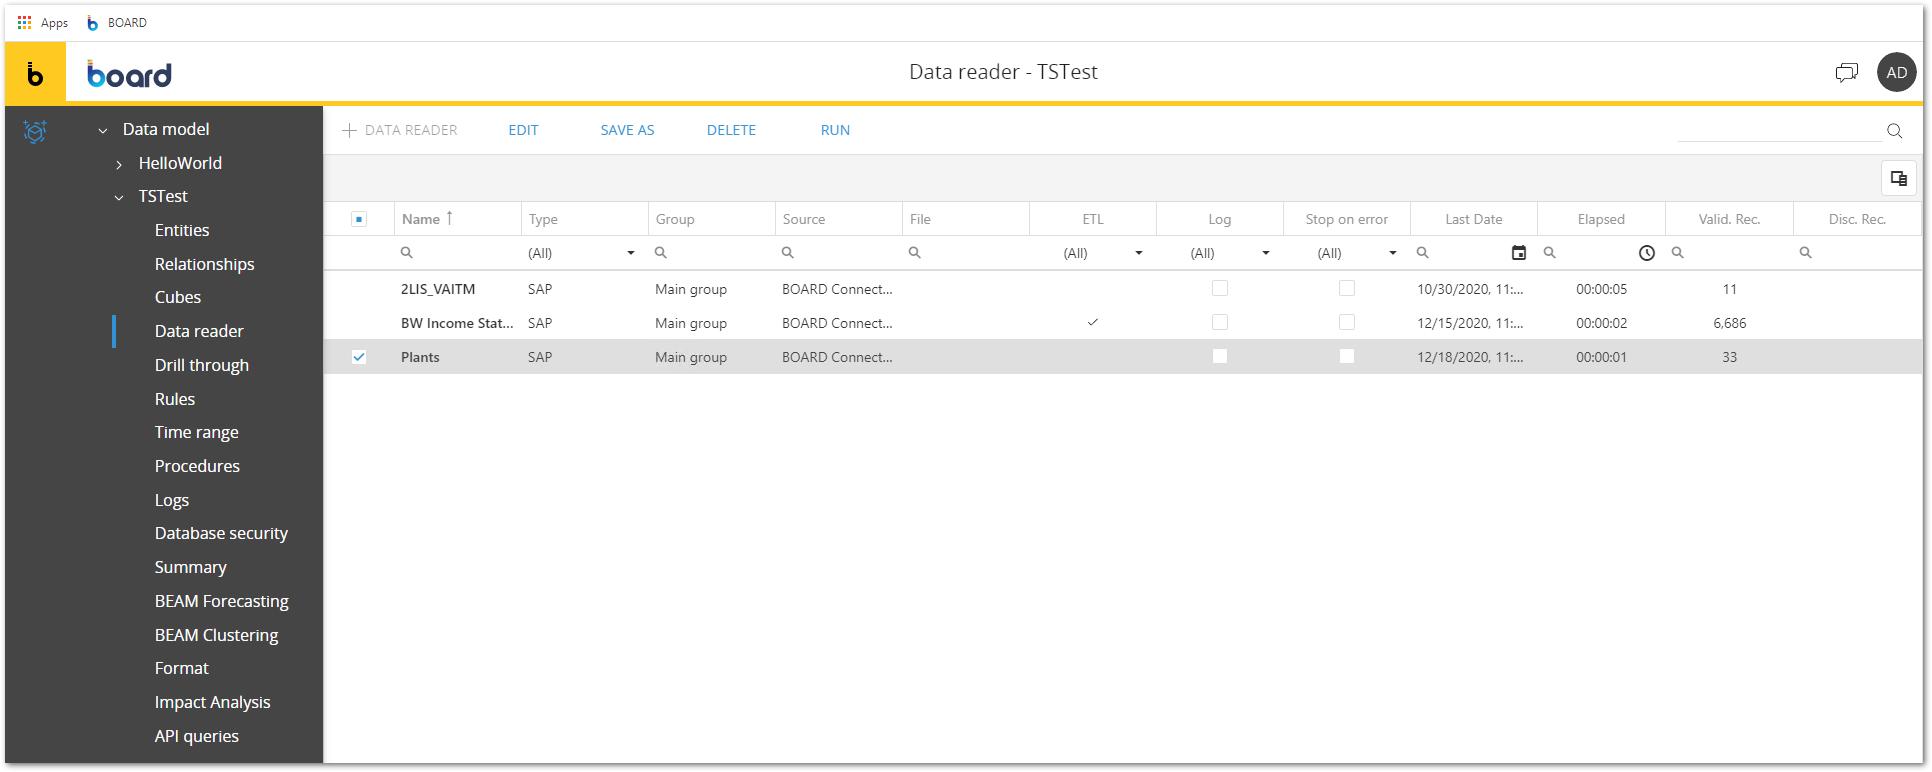 Apps BOARD
b board Data reader - TSTest AD
Data model
HelloWorld
TSTest
Entities
Relationships
Cubes
Data reader
Drill through
Rules
Time range
Procedures
Logs
Database security
Summary
BEAM Forecasting
BEAM Clustering
Format
Impact Analysis
API queries
+ DATA READER EDIT SAVE AS DELETE RUN
Name ↑ Type Group Source File ETL Log Stop on error Last Date Elapsed Valid. Rec. Disc. Rec.
(All) (All) (All) (All)
2LIS_VAITM SAP Main group BOARD Connect... 10/30/2020, 11:... 00:00:05 11
BW Income Stat... SAP Main group BOARD Connect... 12/15/2020, 11:... 00:00:02 6,686
Plants SAP Main group BOARD Connect... 12/18/2020, 11:... 00:00:01 33